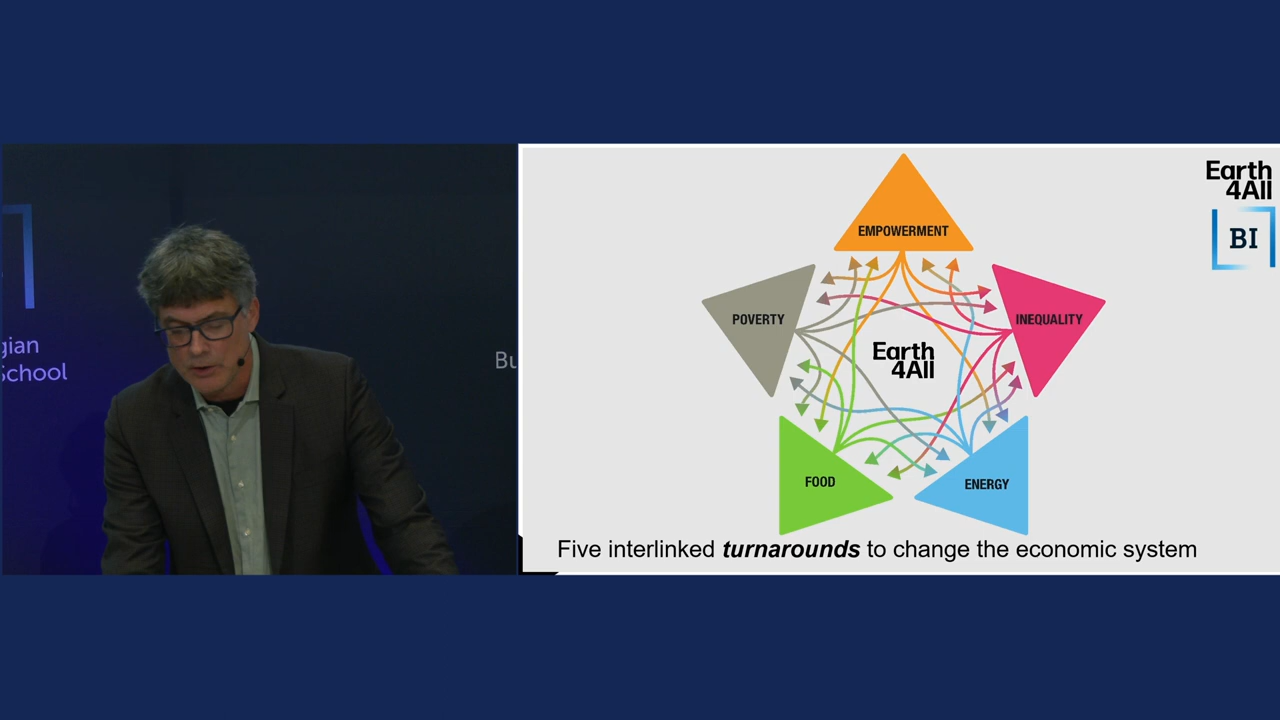 gian
School
Bu
Earth
4All
BI
EMPOWERMENT
POVERTY
INEQUALITY
Earth
4All
FOOD
ENERGY
Five interlinked turnarounds to change the economic system